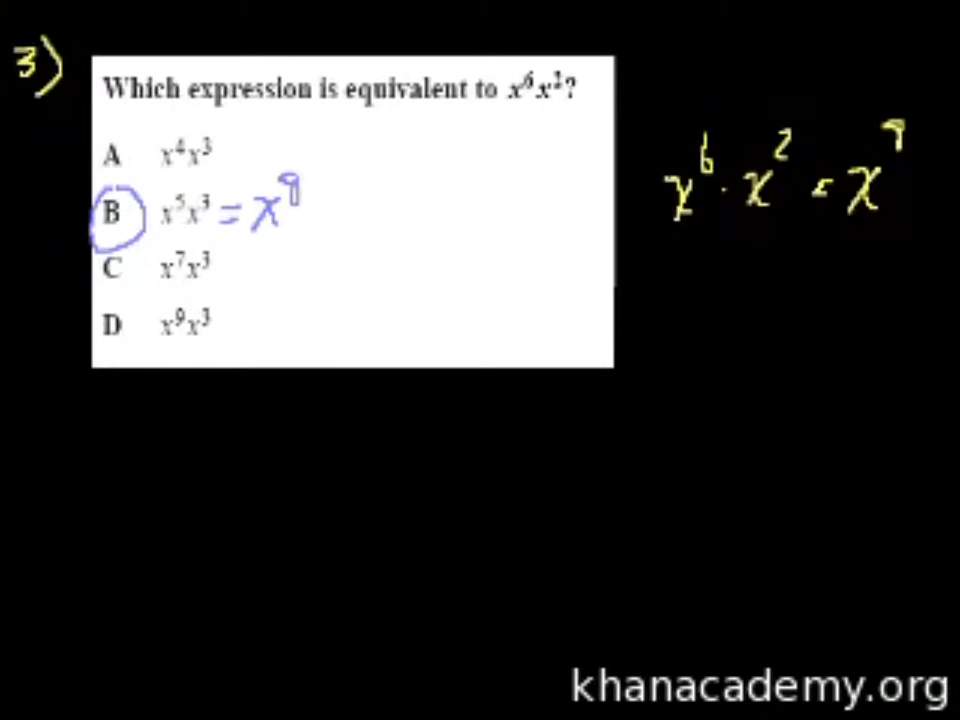 3)
Which expression is equivalent to x⁶x²?
A x⁴x³
B x⁵x³ = x⁸
C x⁷x³
D x⁹x³
x⁶ · x² = x⁸
khanacademy.org